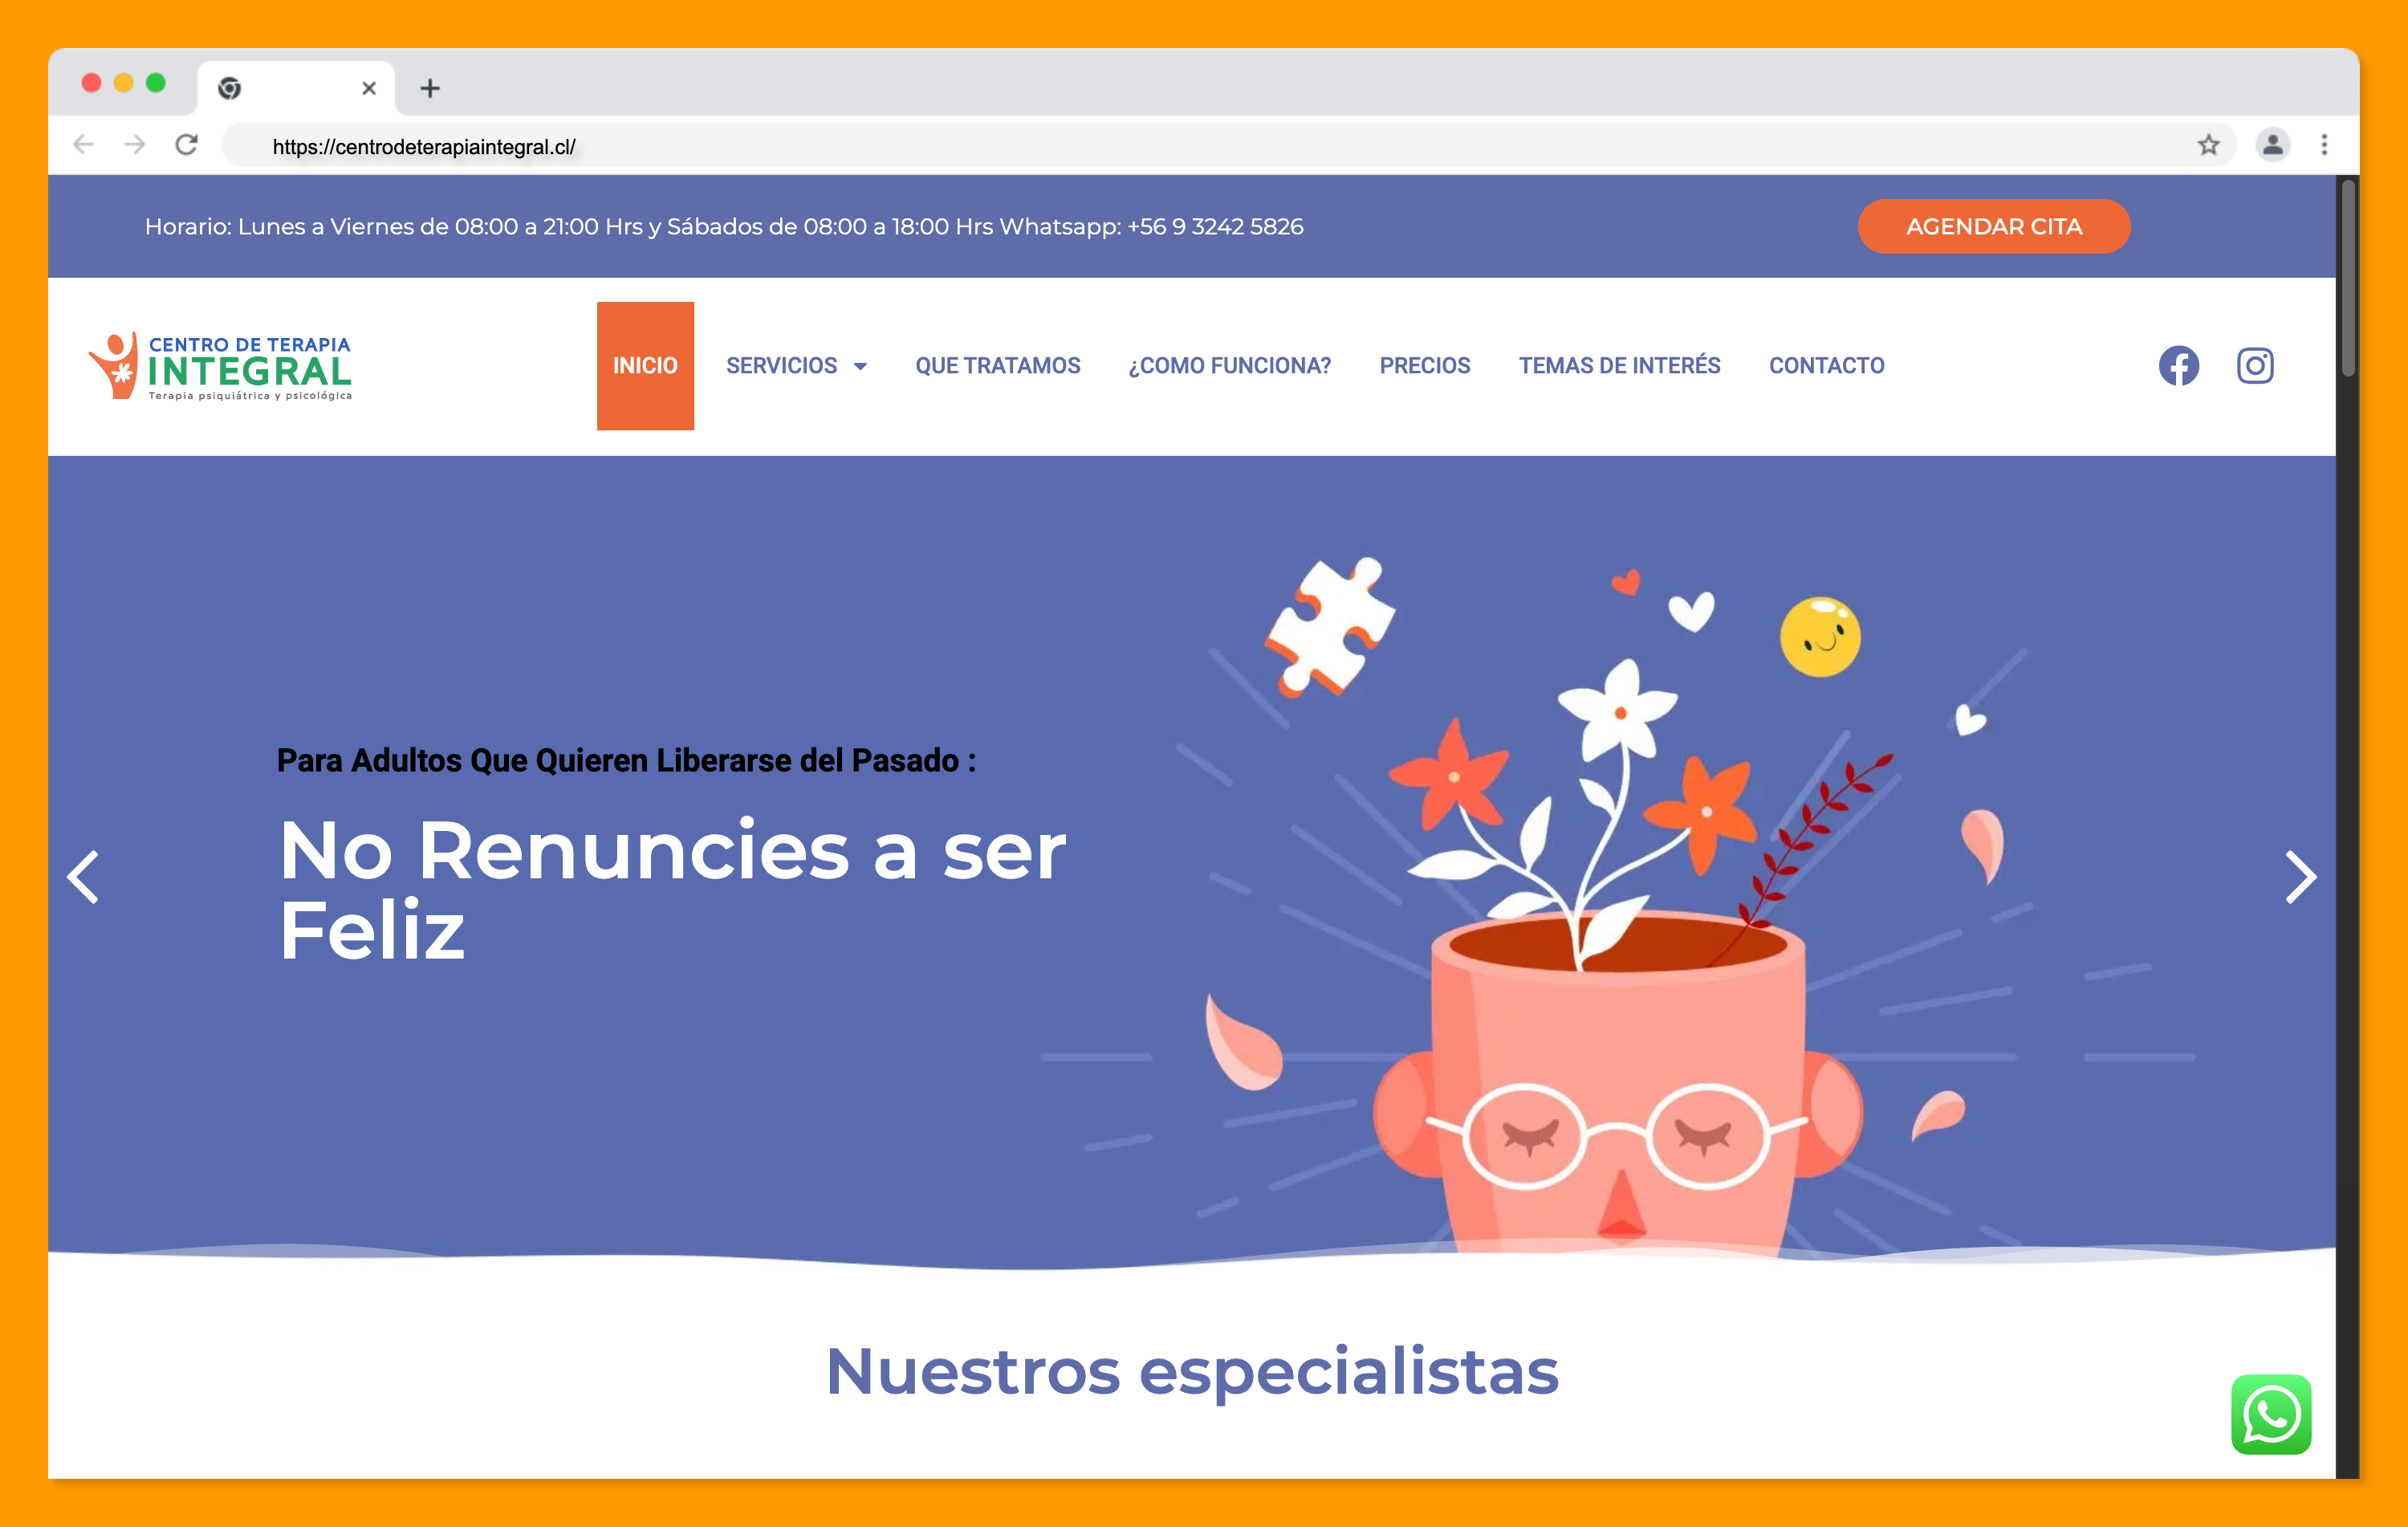 https://centrodeterapiaintegral.cl/
Horario: Lunes a Viernes de 08:00 a 21:00 Hrs y Sábados de 08:00 a 18:00 Hrs Whatsapp: +56 9 3242 5826
AGENDAR CITA
CENTRO DE TERAPIA
INTEGRAL
Terapia psiquiátrica y psicológica
INICIO
SERVICIOS
QUE TRATAMOS
¿COMO FUNCIONA?
PRECIOS
TEMAS DE INTERÉS
CONTACTO
Para Adultos Que Quieren Liberarse del Pasado :
No Renuncies a ser
Feliz
Nuestros especialistas